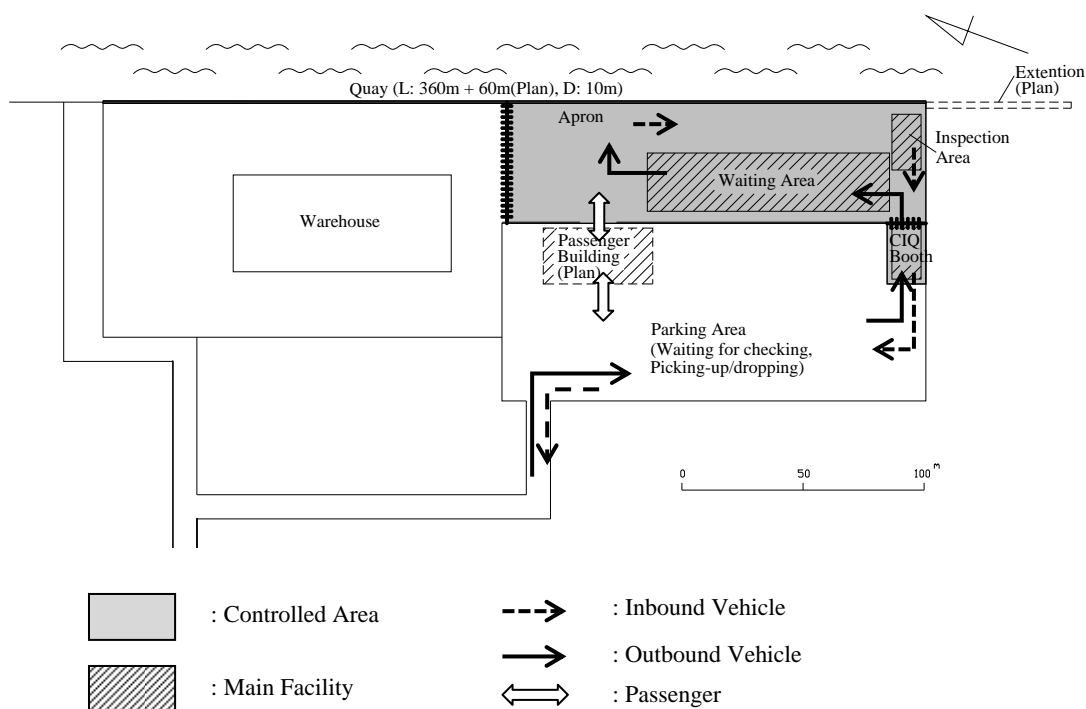 Quay (L: 360m + 60m(Plan), D: 10m)
Extention
(Plan)
Apron
Inspection
Area
Waiting Area
Warehouse
Passenger
Building
(Plan)
CIQ
Booth
Parking Area
(Waiting for checking,
Picking-up/dropping)
0 50 100 m
: Controlled Area
: Inbound Vehicle
: Outbound Vehicle
: Main Facility
: Passenger